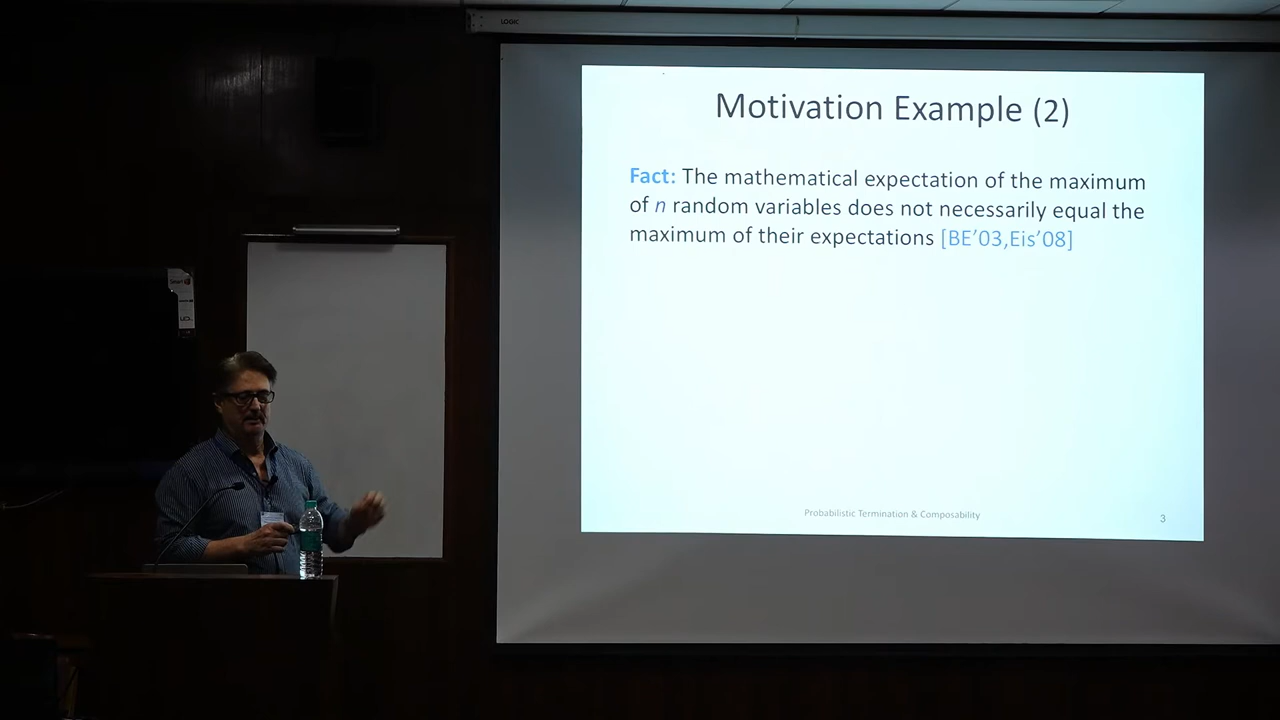 LOGIC
Motivation Example (2)
Fact: The mathematical expectation of the maximum
of n random variables does not necessarily equal the
maximum of their expectations [BE’03,Eis’08]
Probabilistic Termination & Composability
3